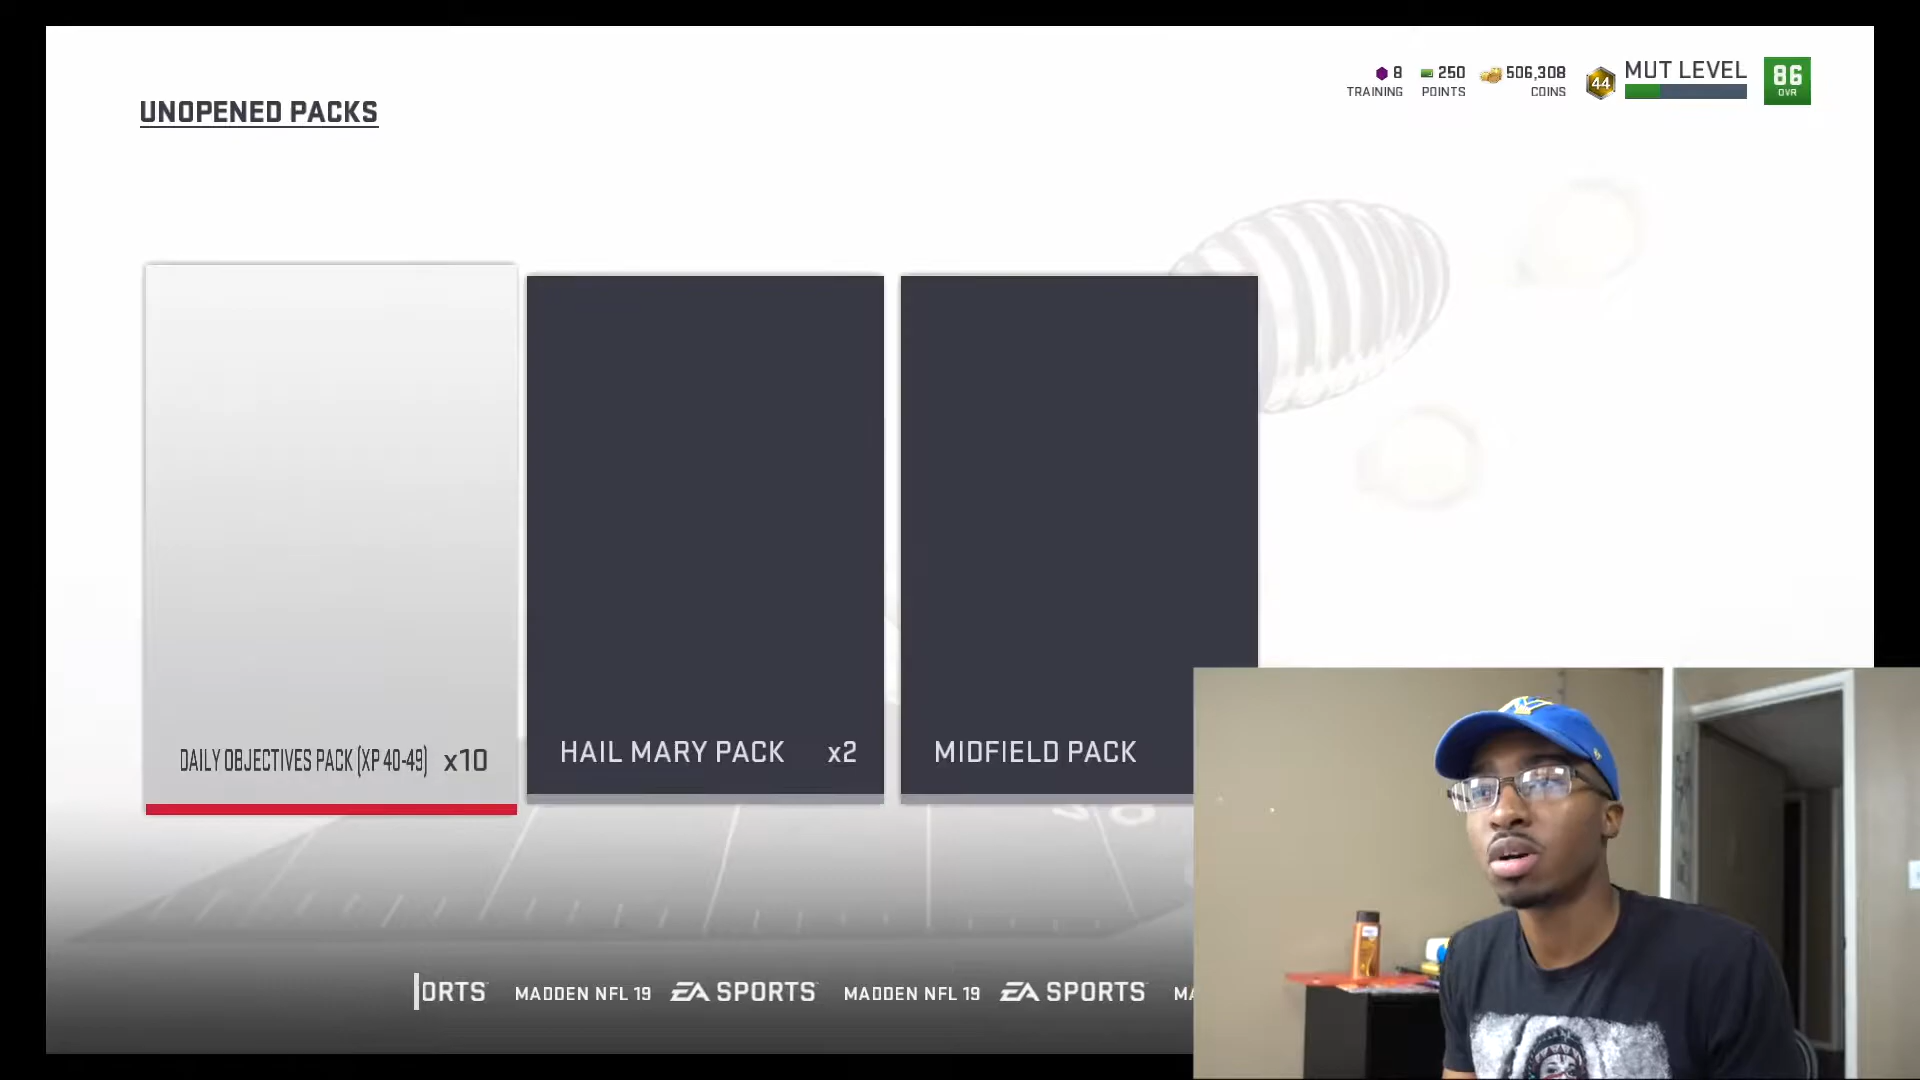 UNOPENED PACKS
8 250 506,308
TRAINING POINTS COINS
44
MUT LEVEL
86
OVR
DAILY OBJECTIVES PACK (XP 40-49) x10
HAIL MARY PACK x2
MIDFIELD PACK
ORTS MADDEN NFL 19 EA SPORTS MADDEN NFL 19 EA SPORTS MA